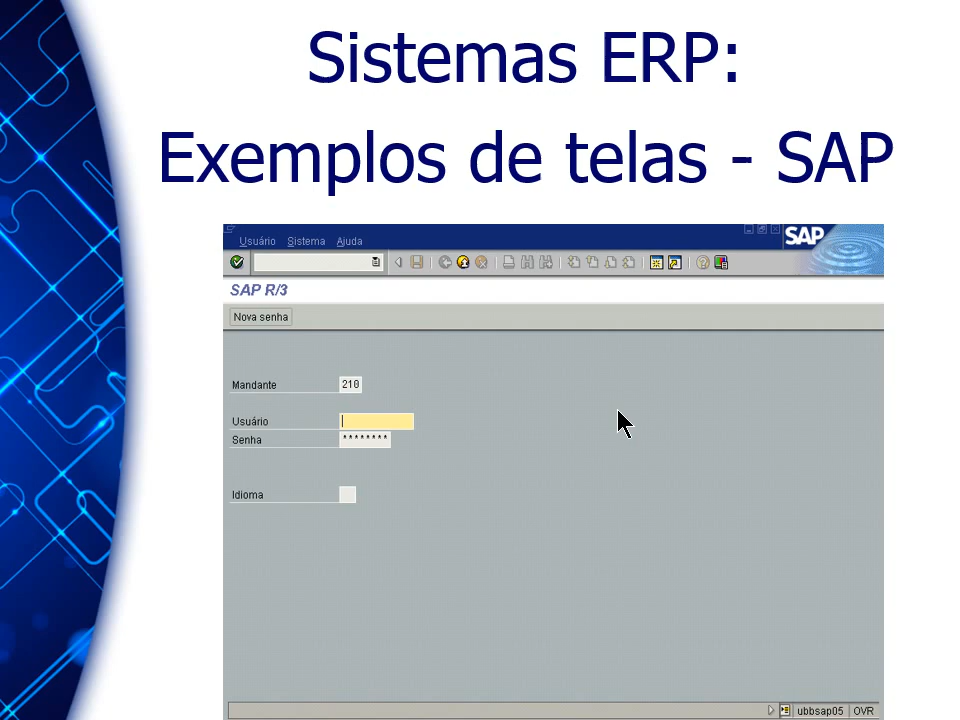 Sistemas ERP:
Exemplos de telas - SAP
Usuário Sistema Ajuda
SAP
SAP R/3
Nova senha
Mandante 210
Usuário
Senha ********
Idioma
ubbsap05 OVR